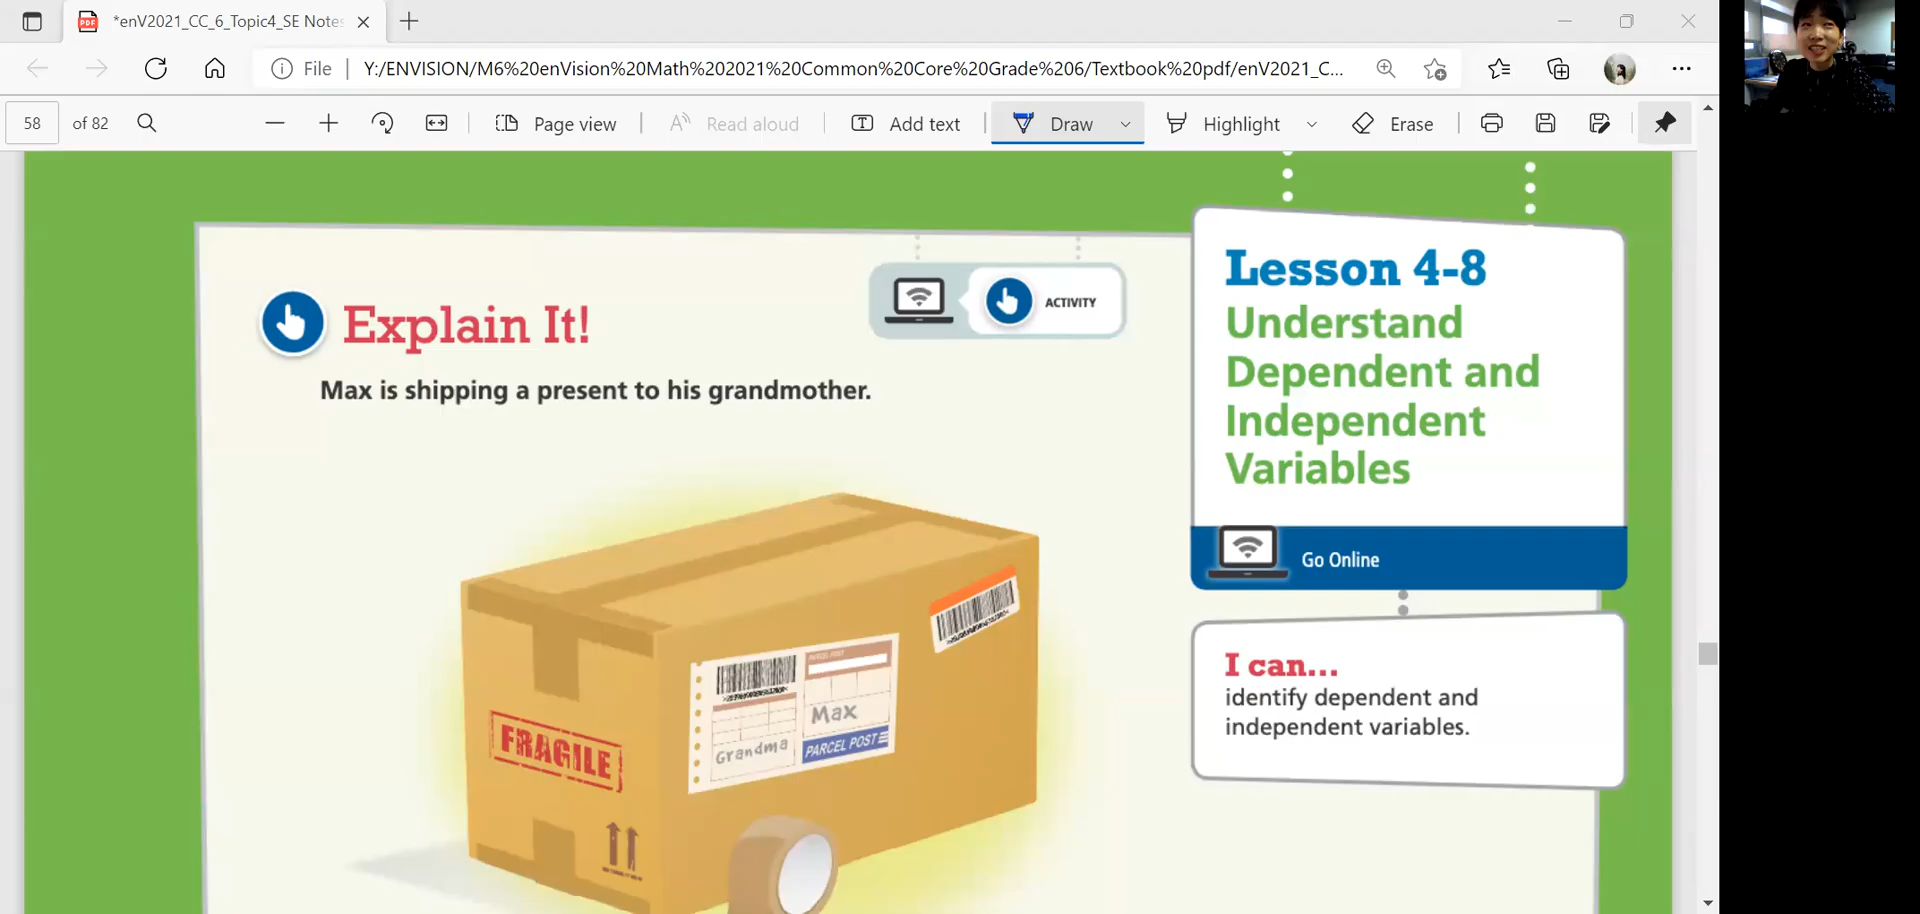 *enV2021_CC_6_Topic4_SE Notes
File
Y:/ENVISION/M6%20enVision%20Math%202021%20Common%20Core%20Grade%206/Textbook%20pdf/enV2021_C...
58 of 82
Page view
Read aloud
Add text
Draw
Highlight
Erase
Explain It!
ACTIVITY
Max is shipping a present to his grandmother.
Lesson 4-8
Understand
Dependent and
Independent
Variables
Go Online
I can...
identify dependent and
independent variables.
FRAGILE
PARCEL POST
Max
Grandma
PARCEL POST